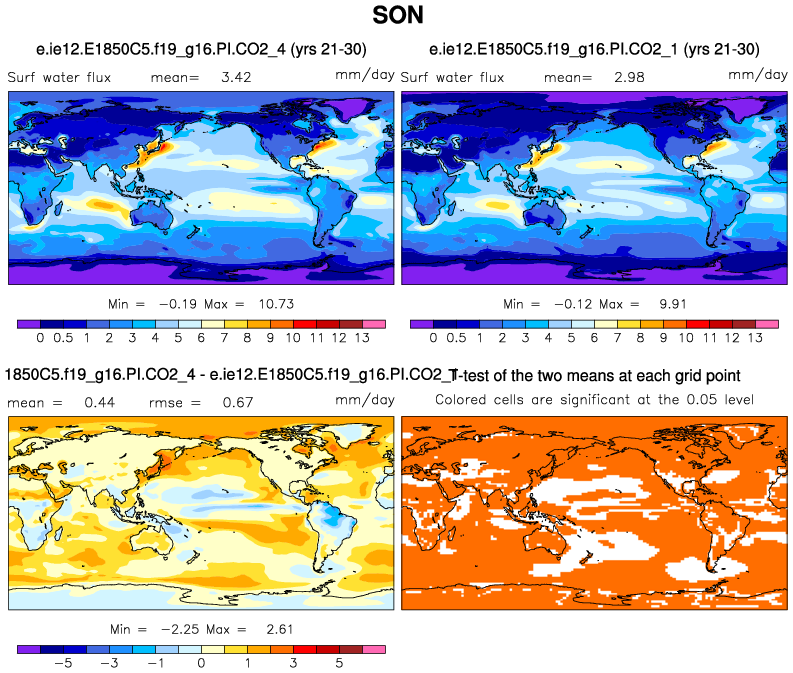 SON
e.ie12.E1850C5.f19_g16.PI.CO2_4 (yrs 21-30) e.ie12.E1850C5.f19_g16.PI.CO2_1 (yrs 21-30)
Surf water flux mean= 3.42 mm/day Surf water flux mean= 2.98 mm/day
Min = -0.19 Max = 10.73 Min = -0.12 Max = 9.91
0 0.5 1 2 3 4 5 6 7 8 9 10 11 12 13 0 0.5 1 2 3 4 5 6 7 8 9 10 11 12 13
1850C5.f19_g16.PI.CO2_4 - e.ie12.E1850C5.f19_g16.PI.CO2_1 T-test of the two means at each grid point
mean = 0.44 rmse = 0.67 mm/day Colored cells are significant at the 0.05 level
Min = -2.25 Max = 2.61
-5 -3 -1 0 1 3 5